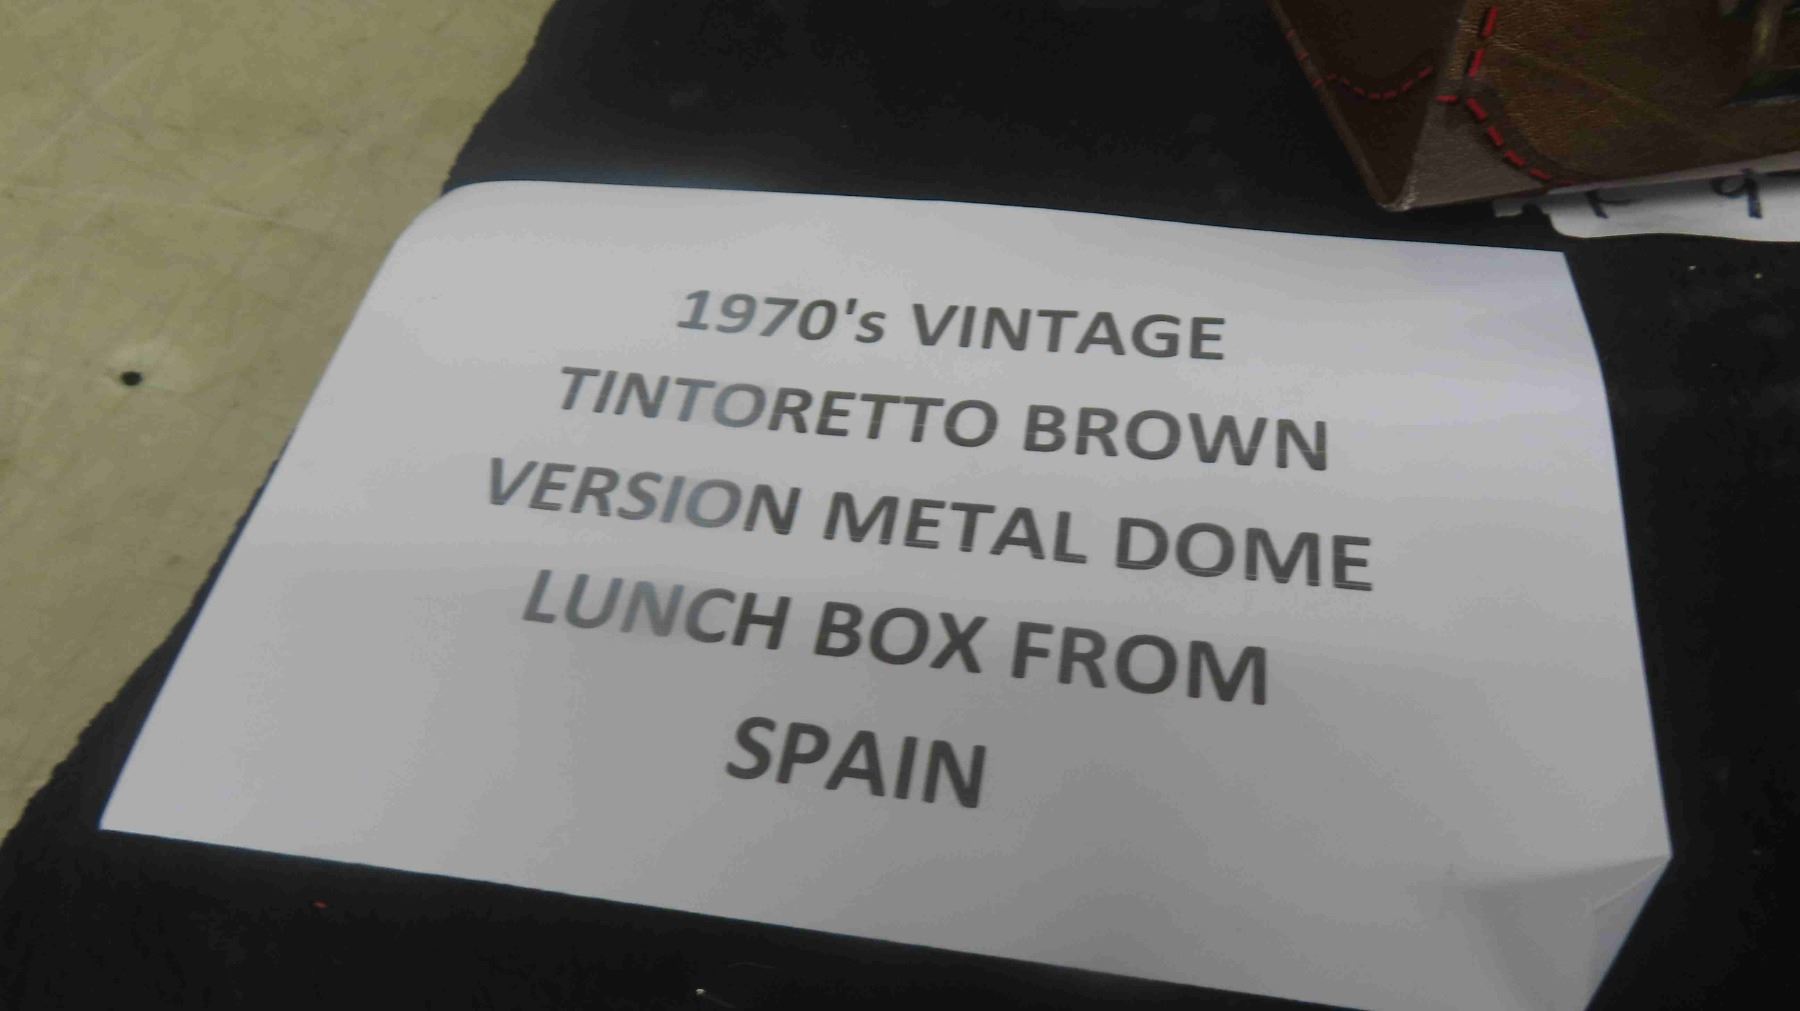 1970's VINTAGE
TINTORETTO BROWN
VERSION METAL DOME
LUNCH BOX FROM
SPAIN